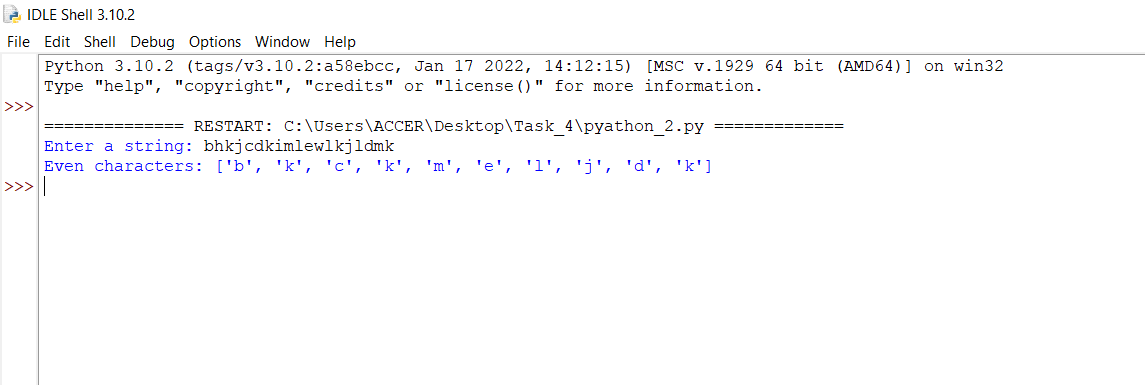 IDLE Shell 3.10.2
File Edit Shell Debug Options Window Help
Python 3.10.2 (tags/v3.10.2:a58ebcc, Jan 17 2022, 14:12:15) [MSC v.1929 64 bit (AMD64)] on win32
Type "help", "copyright", "credits" or "license()" for more information.
>>>
============== RESTART: C:\Users\ACCER\Desktop\Task_4\pyathon_2.py =============
Enter a string: bhkjcdkimlewlkjldmk
Even characters: ['b', 'k', 'c', 'k', 'm', 'e', 'l', 'j', 'd', 'k']
>>>